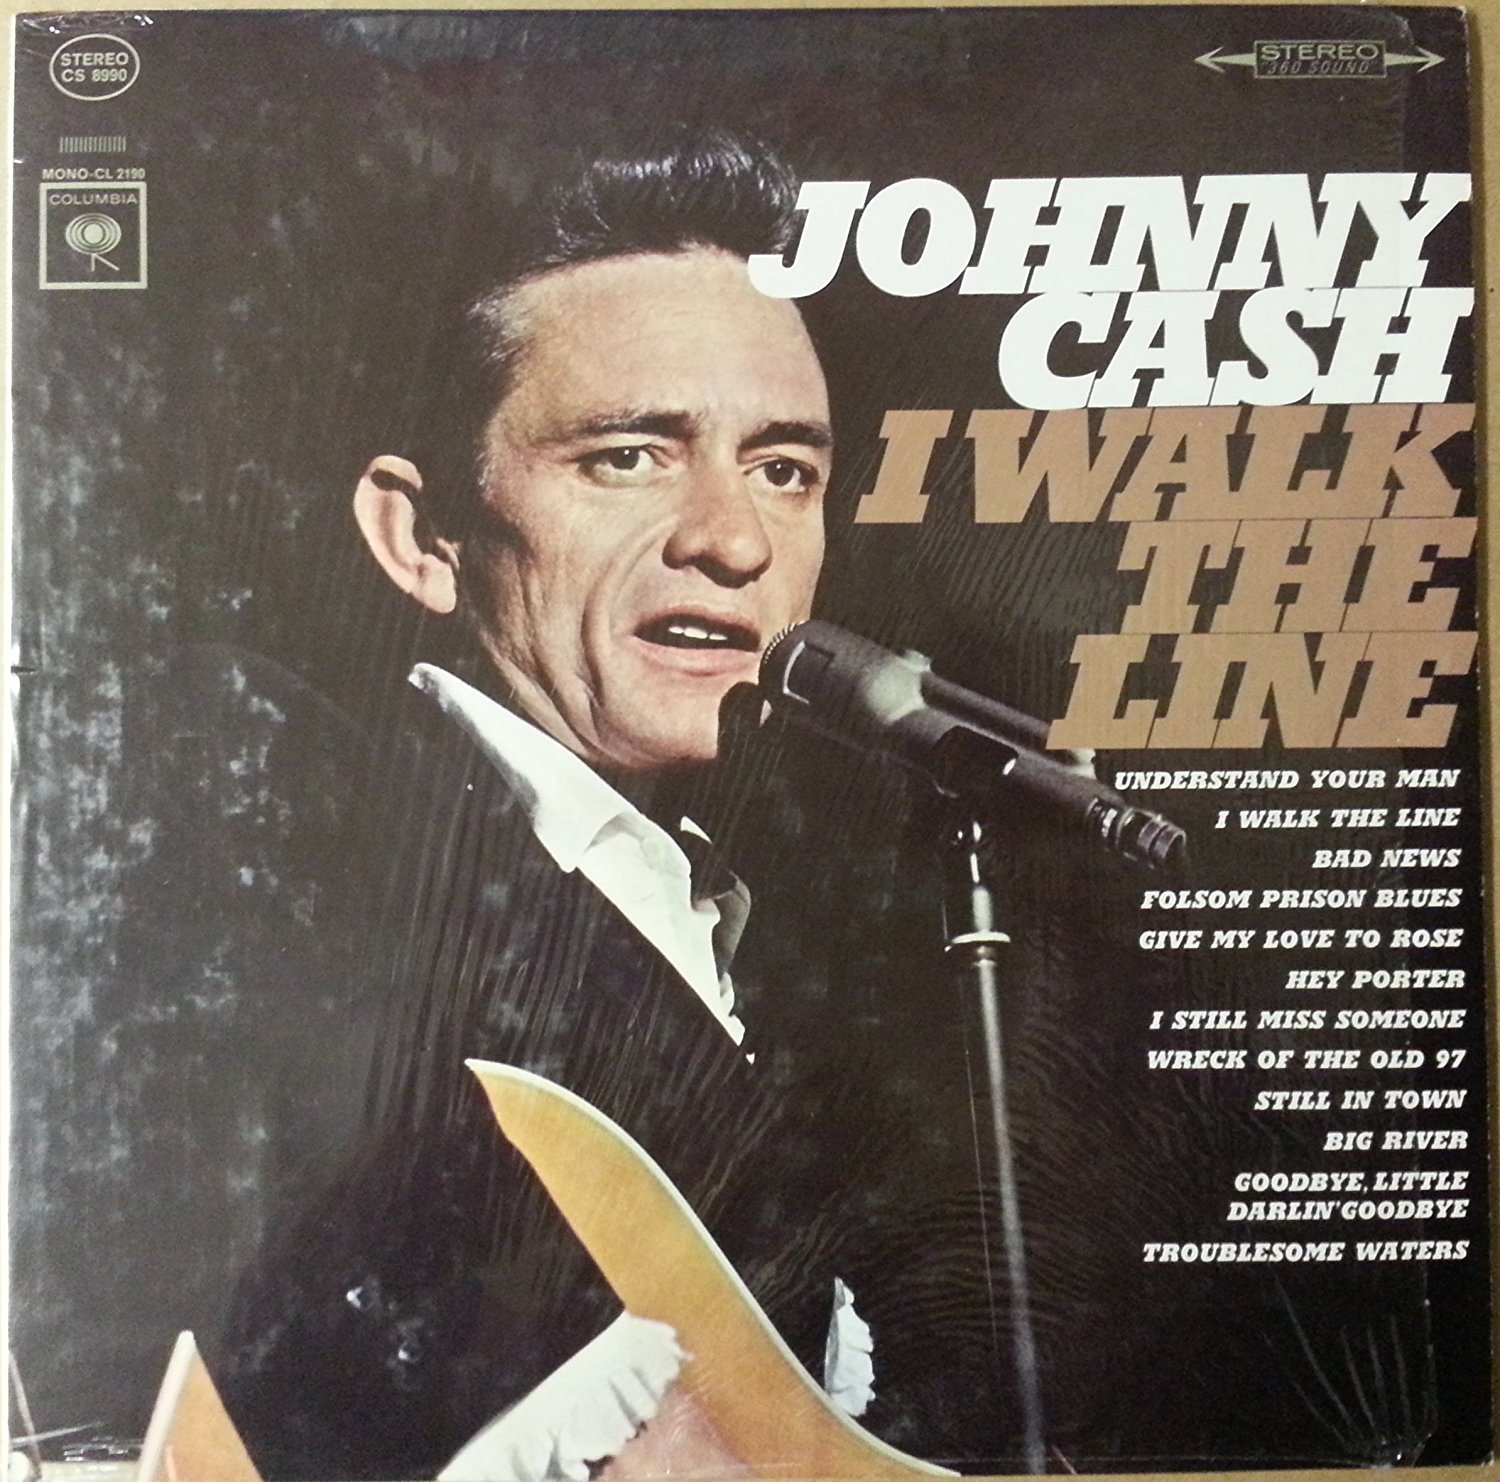 STEREO
CS 8990
MONO-CL 2190
COLUMBIA
STEREO
"360 SOUND"
JOHNNY
CASH
I WALK
THE
LINE
UNDERSTAND YOUR MAN
I WALK THE LINE
BAD NEWS
FOLSOM PRISON BLUES
GIVE MY LOVE TO ROSE
HEY PORTER
I STILL MISS SOMEONE
WRECK OF THE OLD 97
STILL IN TOWN
BIG RIVER
GOODBYE, LITTLE
DARLIN' GOODBYE
TROUBLESOME WATERS